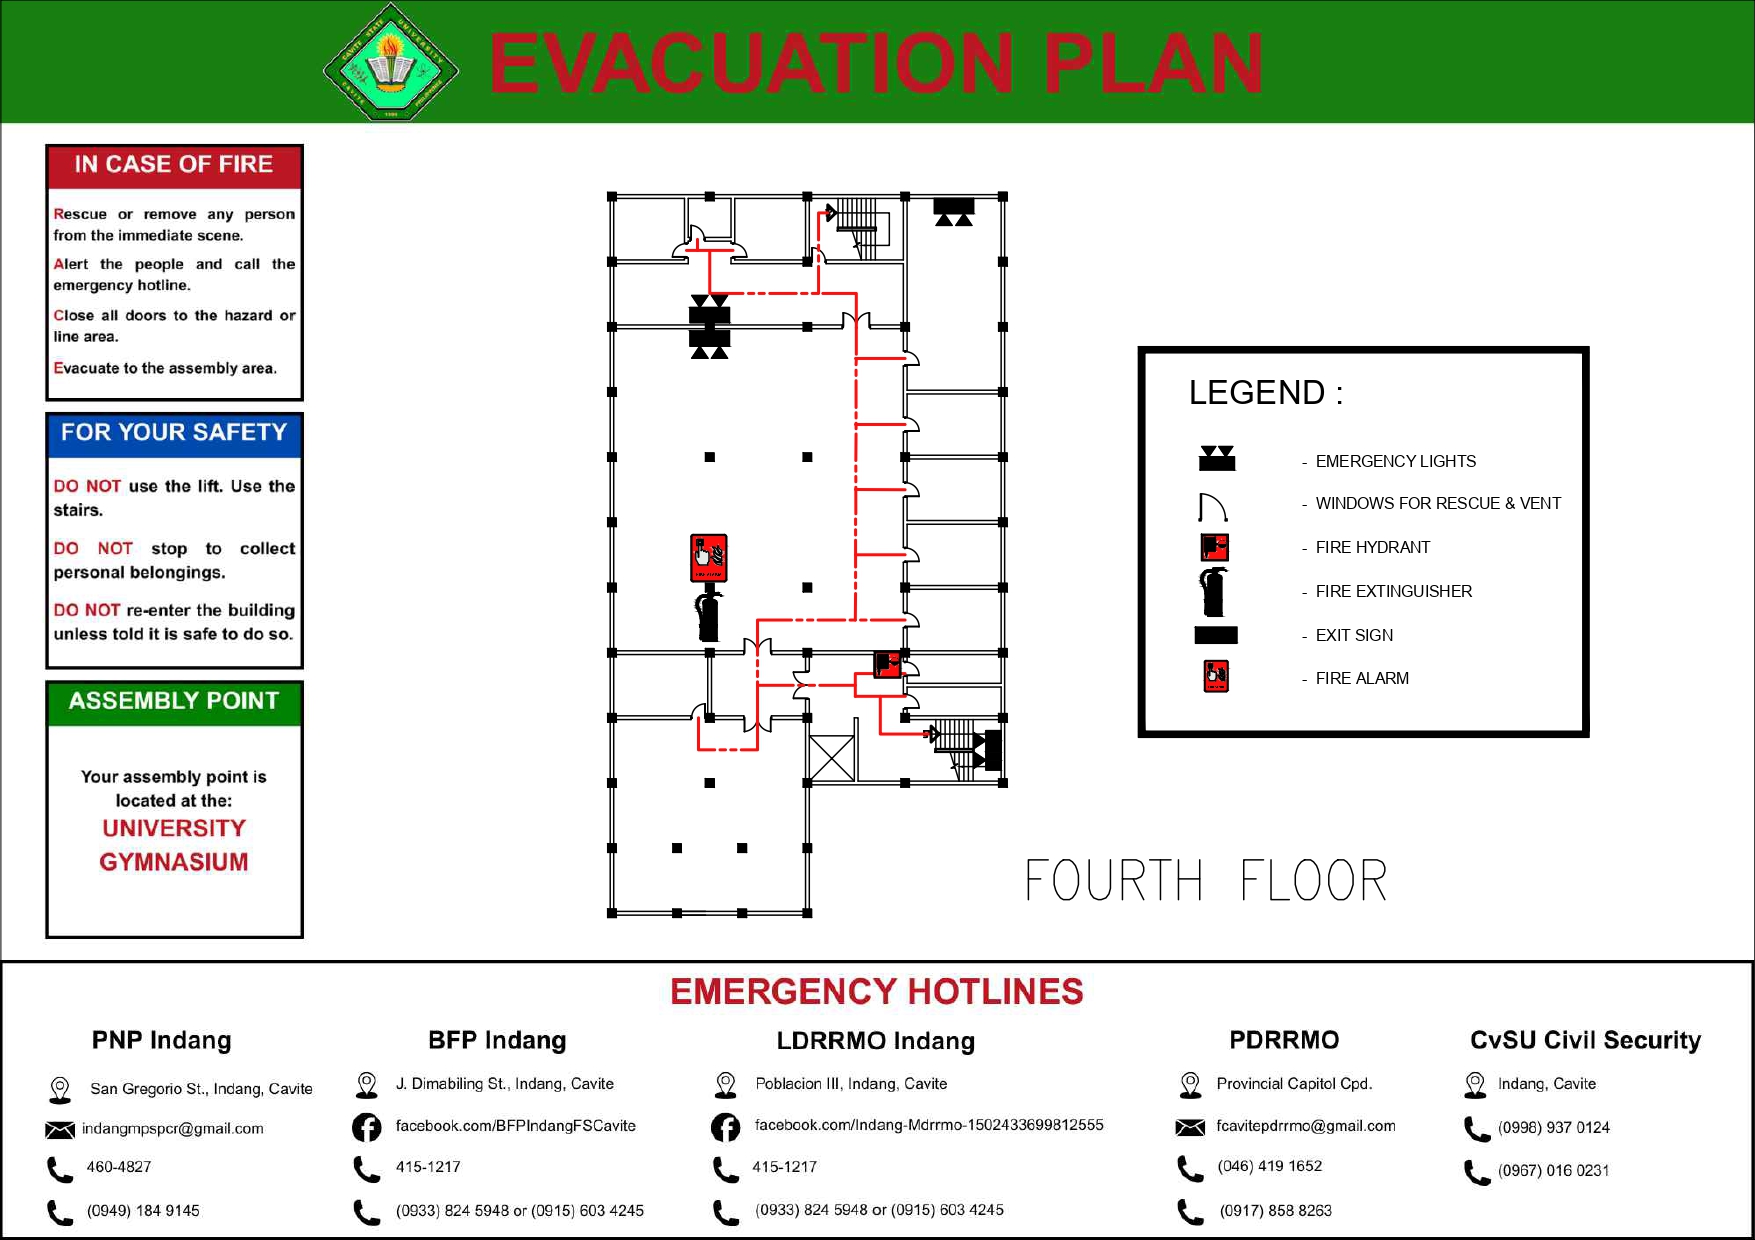 CAVITE STATE UNIVERSITY
CAVITE
PHILIPPINES
1906
EVACUATION PLAN
IN CASE OF FIRE
Rescue or remove any person
from the immediate scene.
Alert the people and call the
emergency hotline.
Close all doors to the hazard or
line area.
Evacuate to the assembly area.
FOR YOUR SAFETY
DO NOT use the lift. Use the
stairs.
DO NOT stop to collect
personal belongings.
DO NOT re-enter the building
unless told it is safe to do so.
ASSEMBLY POINT
Your assembly point is
located at the:
UNIVERSITY
GYMNASIUM
LEGEND :
- EMERGENCY LIGHTS
- WINDOWS FOR RESCUE & VENT
- FIRE HYDRANT
- FIRE EXTINGUISHER
- EXIT SIGN
- FIRE ALARM
FOURTH FLOOR
EMERGENCY HOTLINES
PNP Indang
San Gregorio St., Indang, Cavite
indangmpspcr@gmail.com
460-4827
(0949) 184 9145
BFP Indang
J. Dimabiling St., Indang, Cavite
facebook.com/BFPIndangFSCavite
415-1217
(0933) 824 5948 or (0915) 603 4245
LDRRMO Indang
Poblacion III, Indang, Cavite
facebook.com/Indang-Mdrrmo-1502433699812555
415-1217
(0933) 824 5948 or (0915) 603 4245
PDRRMO
Provincial Capitol Cpd.
fcavitepdrrmo@gmail.com
(046) 419 1652
(0917) 858 8263
CvSU Civil Security
Indang, Cavite
(0998) 937 0124
(0967) 016 0231